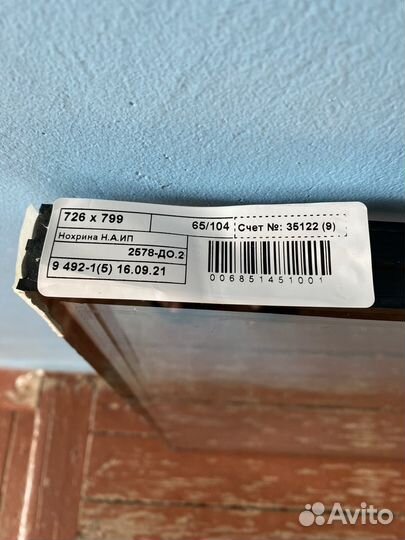 726 x 799
65/104
Счет №: 35122 (9)
Нохрина Н.А.ИП
2578-ДО.2
9 492-1(5) 16.09.21
006851451001
Avito